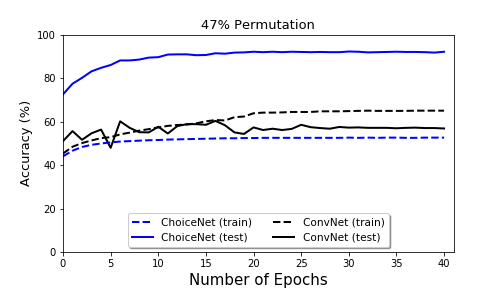 47% Permutation
Accuracy (%)
100
80
60
40
20
0
ChoiceNet (train)
ChoiceNet (test)
ConvNet (train)
ConvNet (test)
0 5 10 15 20 25 30 35 40
Number of Epochs